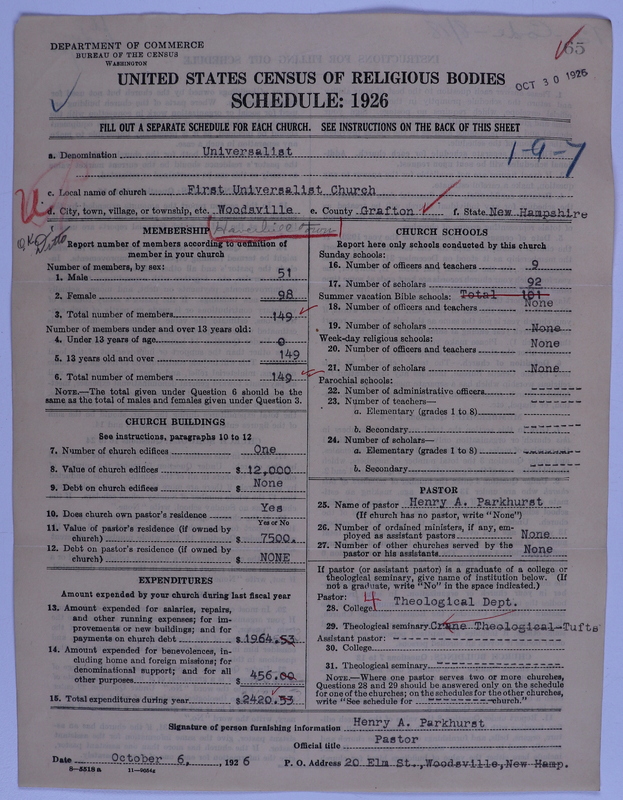 65
DEPARTMENT OF COMMERCE
BUREAU OF THE CENSUS
WASHINGTON
UNITED STATES CENSUS OF RELIGIOUS BODIES
OCT 30 1926
SCHEDULE: 1926
FILL OUT A SEPARATE SCHEDULE FOR EACH CHURCH. SEE INSTRUCTIONS ON THE BACK OF THIS SHEET
a. Denomination Universalist
1-9-7
c. Local name of church First Universalist Church
d. City, town, village, or township, etc. Woodsville e. County Grafton f. State New Hampshire
Haverhill town
MEMBERSHIP
Report number of members according to definition of
member in your church
Number of members, by sex:
1. Male 51
2. Female 98
3. Total number of members 149
Number of members under and over 13 years old:
4. Under 13 years of age 0
5. 13 years old and over 149
6. Total number of members 149
NOTE.—The total given under Question 6 should be
same as the total of males and females given under Question 3.
CHURCH BUILDINGS
See instructions, paragraphs 10 to 12
7. Number of church edifices One
8. Value of church edifices $ 12,000
9. Debt on church edifices $ None
10. Does church own pastor's residence Yes
Yes or No
11. Value of pastor's residence (if owned by
church) $ 7500.
12. Debt on pastor's residence (if owned by
church) $ NONE
EXPENDITURES
Amount expended by your church during last fiscal year
13. Amount expended for salaries, repairs,
and other running expenses; for im-
provements or new buildings; and for
payments on church debt $ 1964.53
14. Amount expended for benevolences, in-
cluding home and foreign missions; for
denominational support; and for all
other purposes $ 456.00
15. Total expenditures during year $ 2420.53
CHURCH SCHOOLS
Report here only schools conducted by this church
Sunday schools:
16. Number of officers and teachers 9
17. Number of scholars 92
Summer vacation Bible schools: Total 101
18. Number of officers and teachers None
19. Number of scholars None
Week-day religious schools:
20. Number of officers and teachers None
21. Number of scholars None
Parochial schools:
22. Number of administrative officers
23. Number of teachers—
a. Elementary (grades 1 to 8)
b. Secondary
24. Number of scholars—
a. Elementary (grades 1 to 8)
b. Secondary
PASTOR
25. Name of pastor Henry A. Parkhurst
(If church has no pastor, write "None")
26. Number of ordained ministers, if any, em-
ployed as assistant pastors None
27. Number of other churches served by the
pastor or his assistants None
If pastor (or assistant pastor) is a graduate of a college or
theological seminary, give name of institution below. (If
not a graduate, write "No" in the space indicated.)
Pastor:
28. College 4 Theological Dept.
29. Theological seminary Crane Theological-Tufts
Assistant pastor:
30. College
31. Theological seminary
NOTE.—Where one pastor serves two or more churches,
Questions 28 and 29 should be answered only on the schedule
for one of the churches; on the schedules for the other churches,
write "See schedule for church."
Signature of person furnishing information Henry A. Parkhurst
Official title Pastor
Date October 6, 1926 P. O. Address 20 Elm St., Woodsville, New Hamp.
8—5518a 11—9664